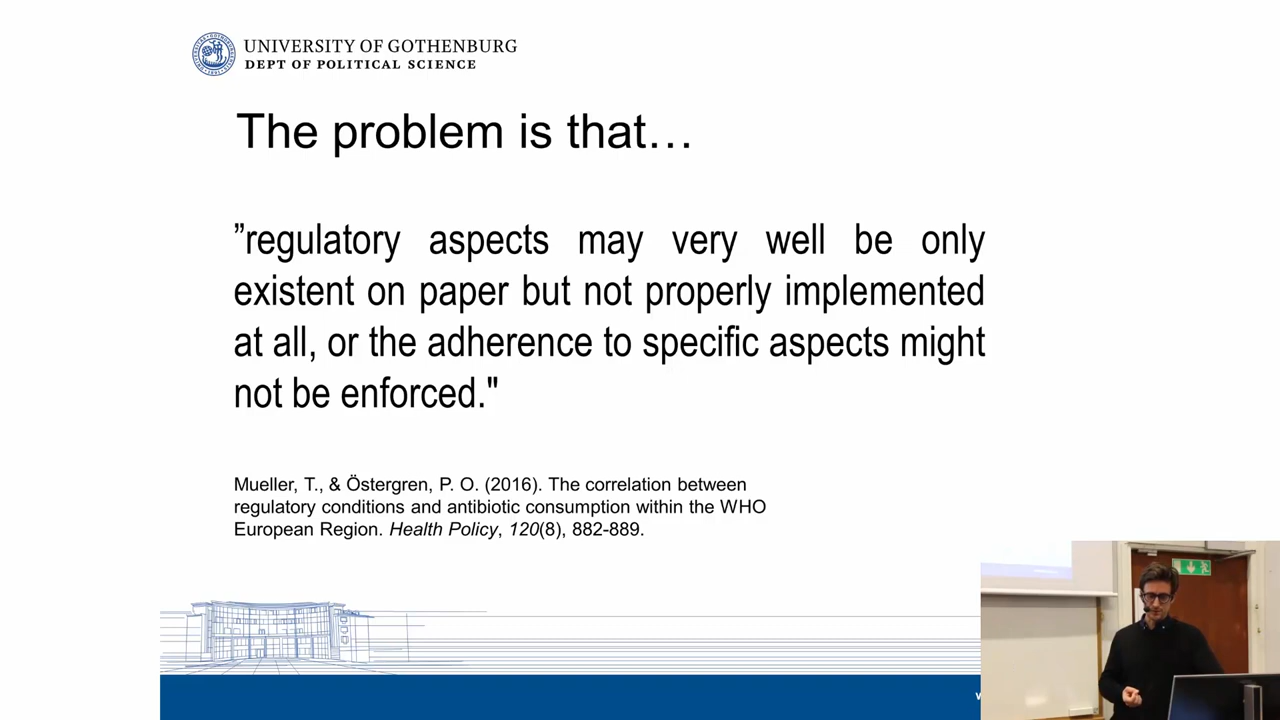 UNIVERSITY OF GOTHENBURG
DEPT OF POLITICAL SCIENCE
The problem is that…
”regulatory aspects may very well be only
existent on paper but not properly implemented
at all, or the adherence to specific aspects might
not be enforced."
Mueller, T., & Östergren, P. O. (2016). The correlation between
regulatory conditions and antibiotic consumption within the WHO
European Region. Health Policy, 120(8), 882-889.